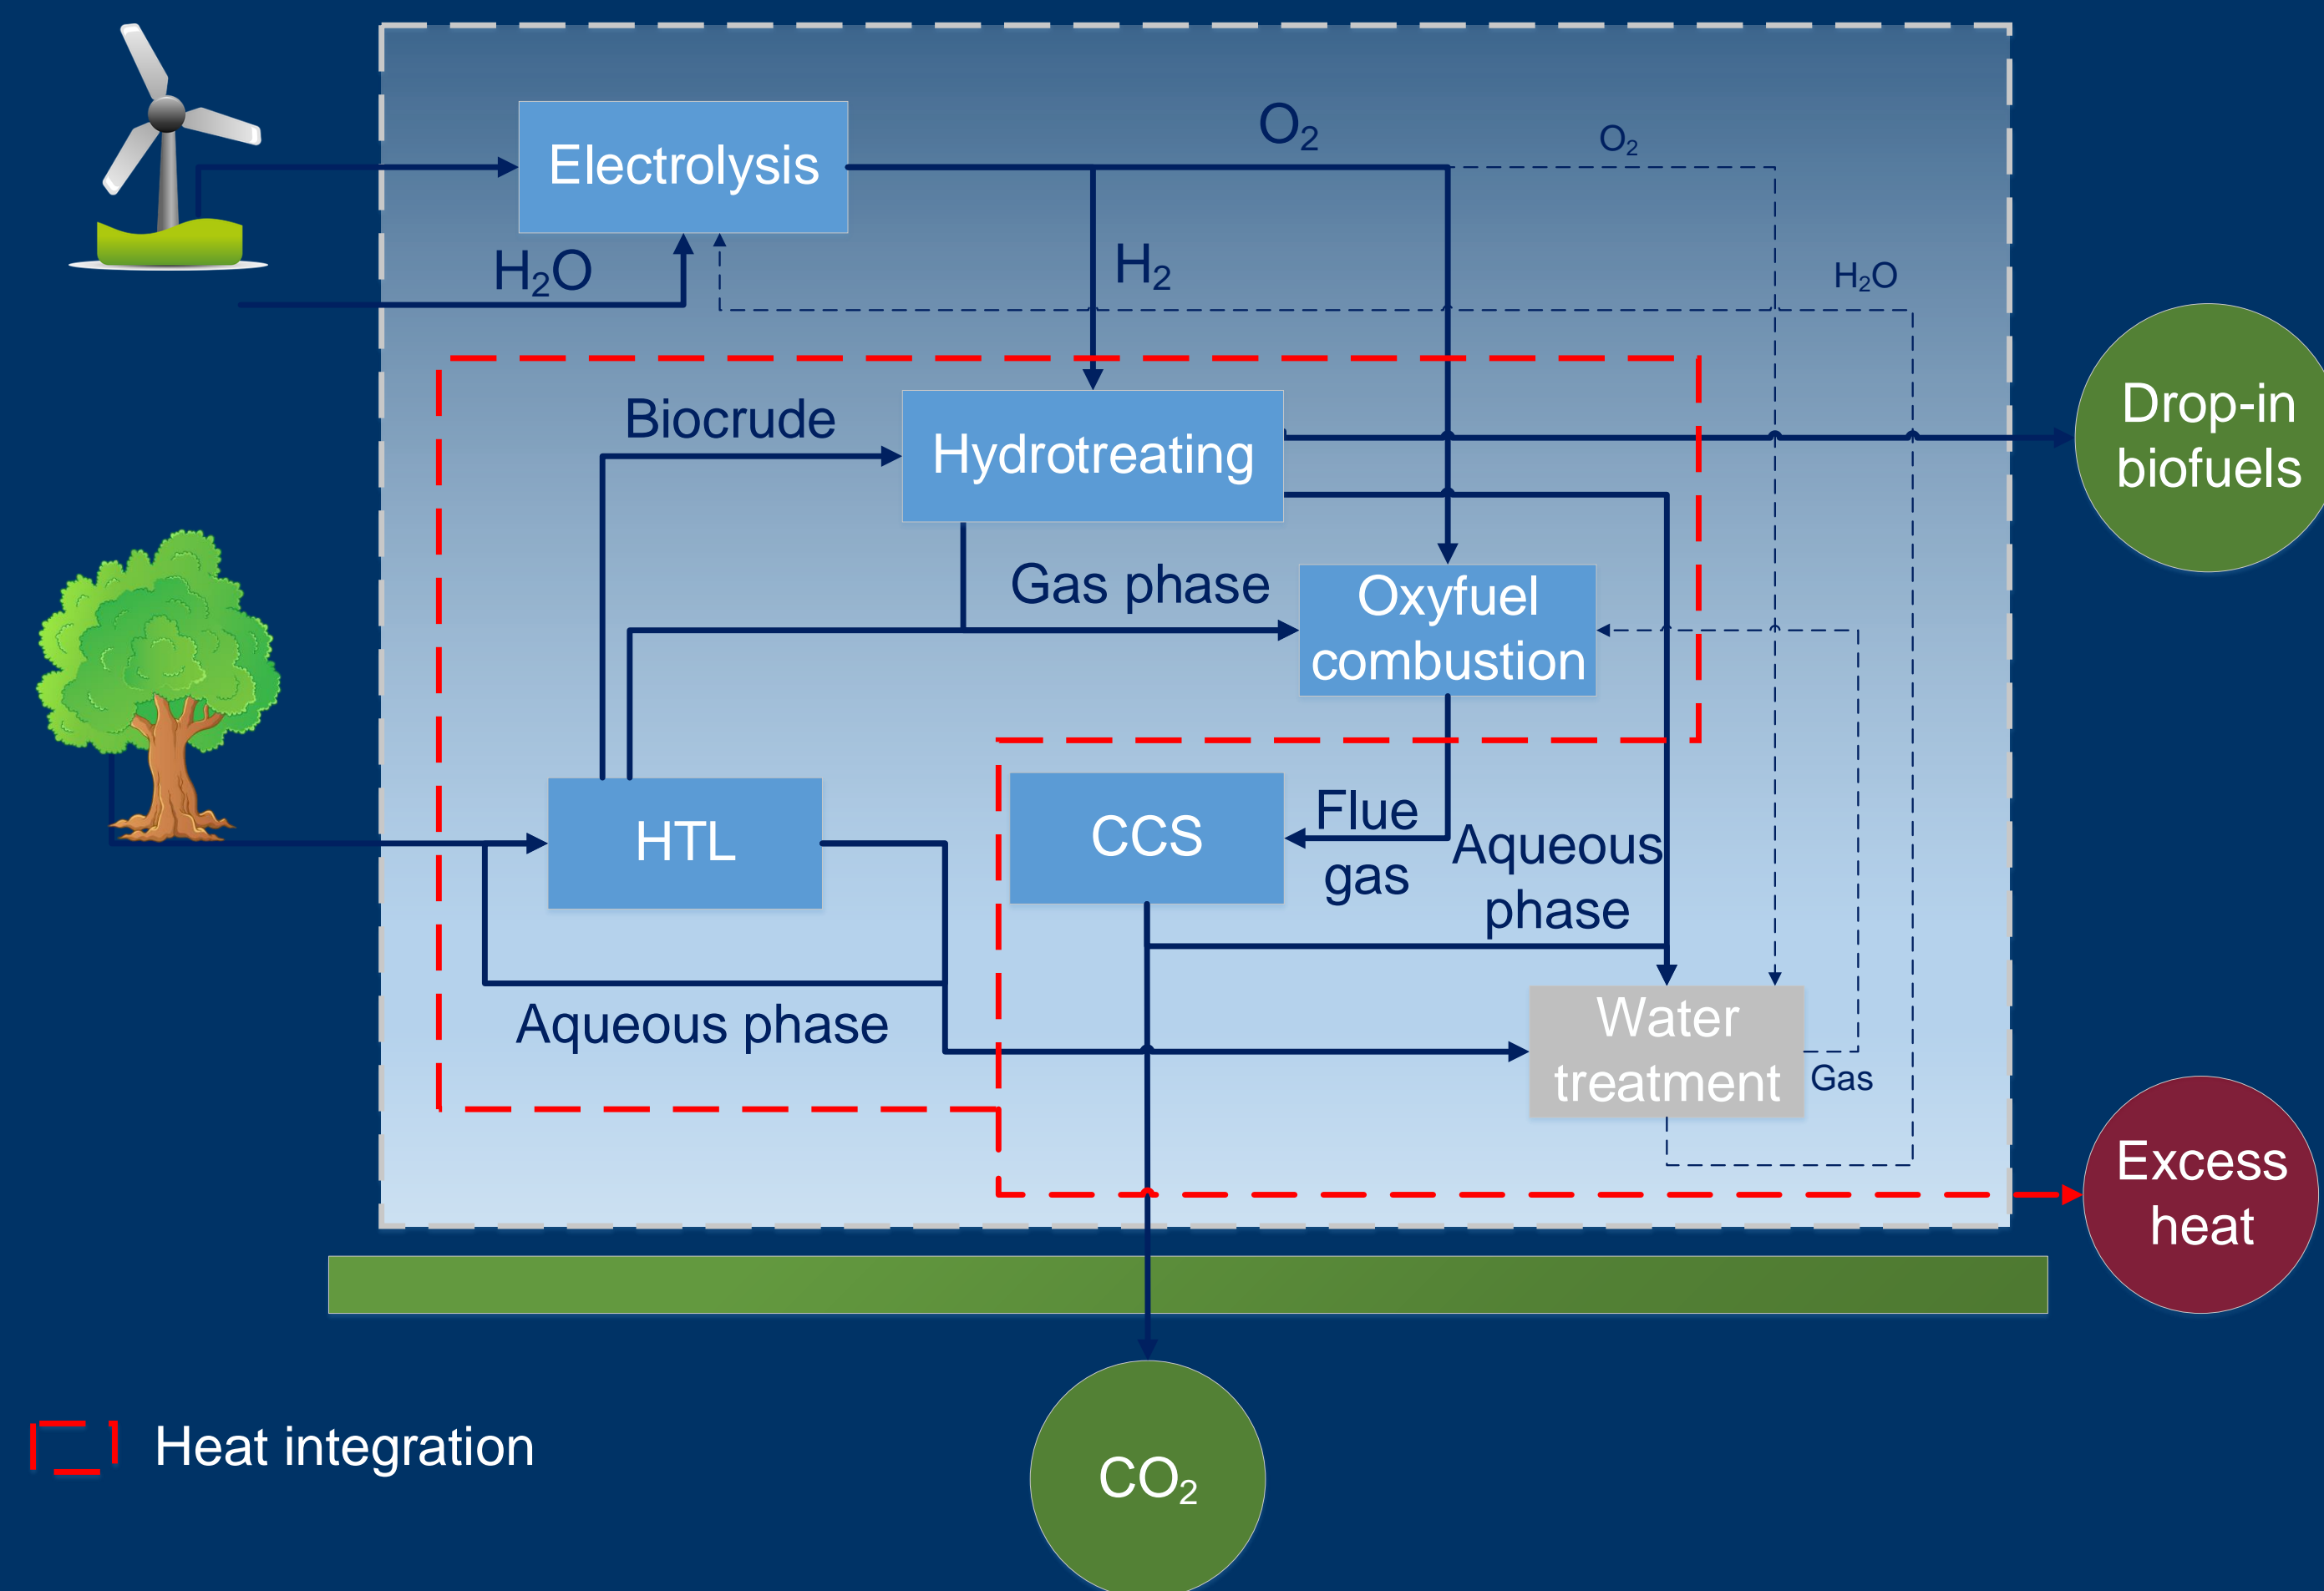 O₂
O₂
Electrolysis
H₂O
H₂
H₂O
Biocrude
Drop-in
biofuels
Hydrotreating
Gas phase
Oxyfuel
combustion
HTL
CCS
Flue
gas
Aqueous
phase
Aqueous phase
Water
treatment
Gas
Excess
heat
Heat integration
CO₂